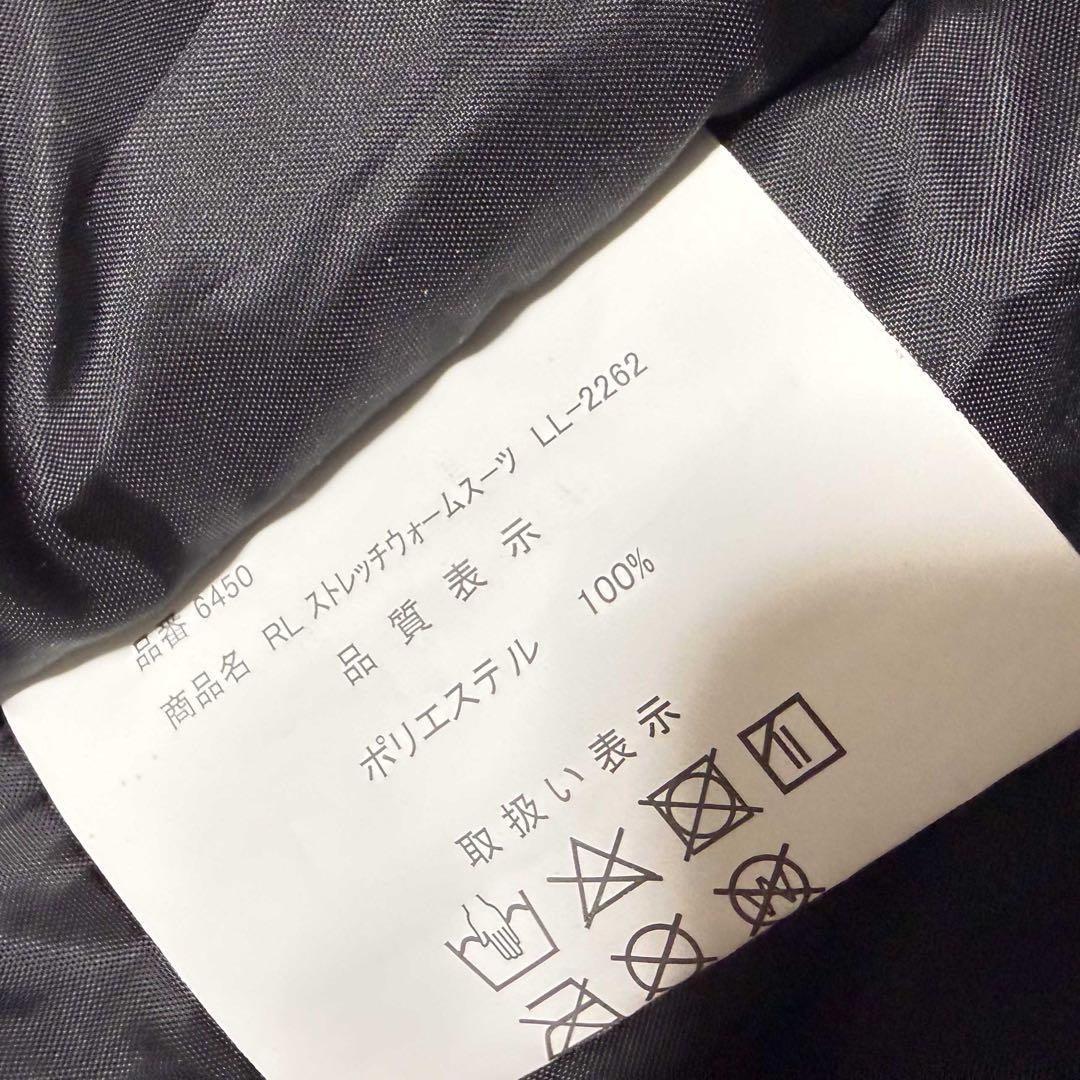 品番 6450
商品名 RL ストレッチウォームスーツ LL-2262
品質表示
ポリエステル 100%
取扱い表示
W